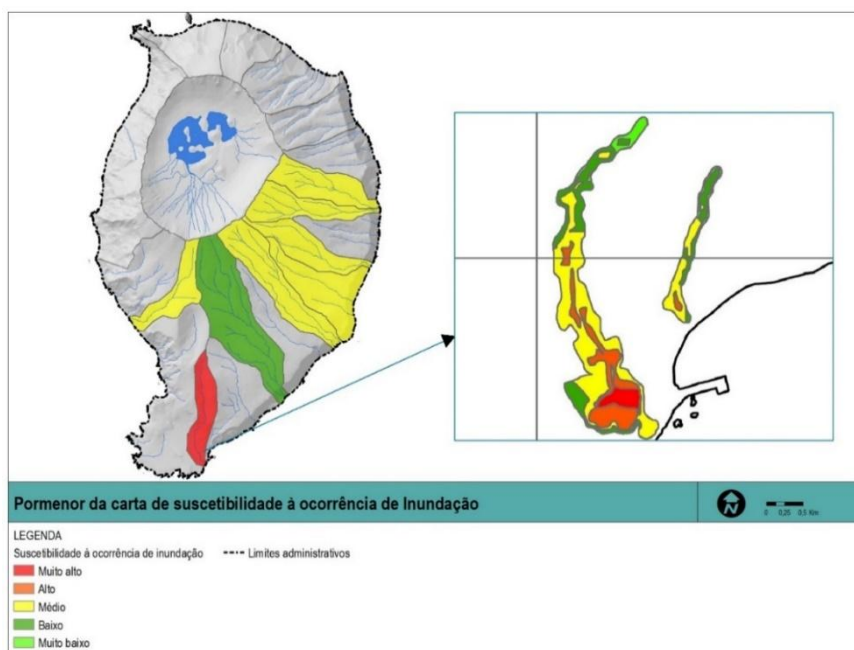 Pormenor da carta de suscetibilidade à ocorrência de Inundação
N
0 0,25 0,5 Km
LEGENDA
Suscetibilidade à ocorrência de inundação
Limites administrativos
Muito alto
Alto
Médio
Baixo
Muito baixo